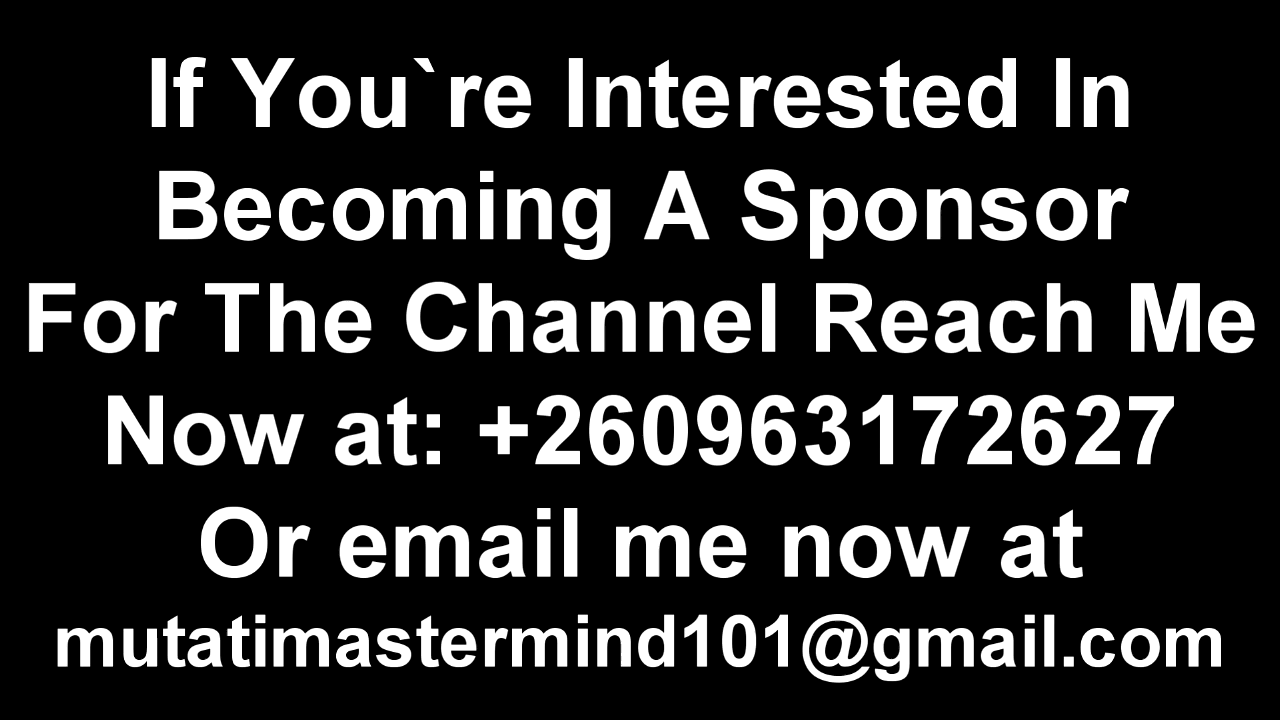 If You`re Interested In
Becoming A Sponsor
For The Channel Reach Me
Now at: +260963172627
Or email me now at
mutatimastermind101@gmail.com